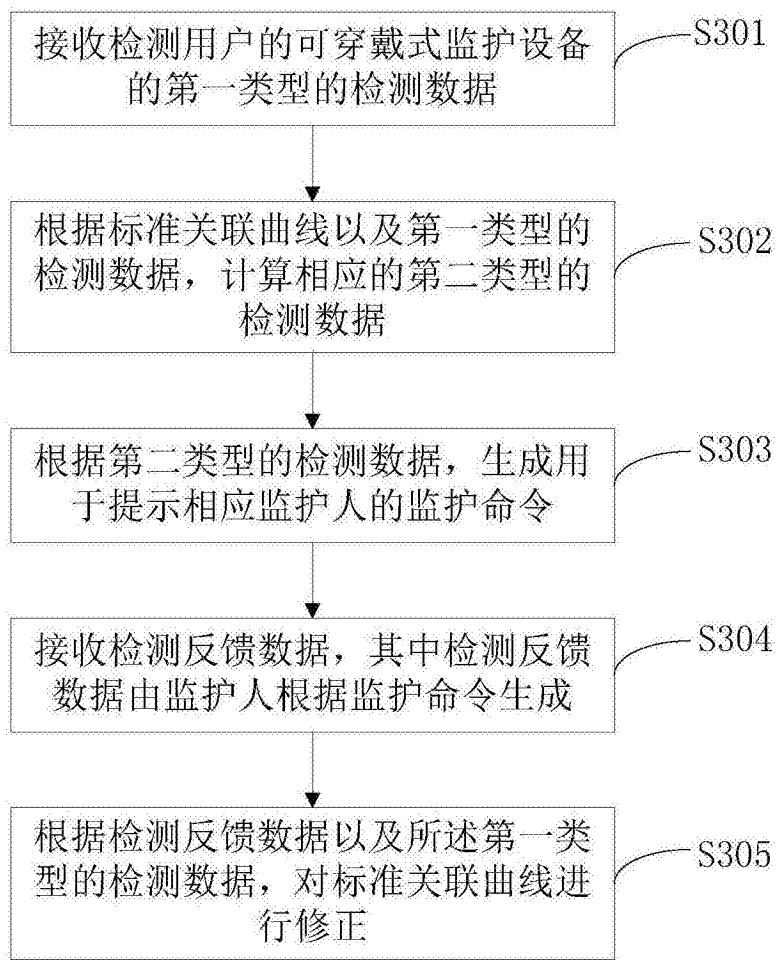 接收检测用户的可穿戴式监护设备
的第一类型的检测数据
S301
根据标准关联曲线以及第一类型的
检测数据，计算相应的第二类型的
检测数据
S302
根据第二类型的检测数据，生成用
于提示相应监护人的监护命令
S303
接收检测反馈数据，其中检测反馈
数据由监护人根据监护命令生成
S304
根据检测反馈数据以及所述第一类
型的检测数据，对标准关联曲线进
行修正
S305